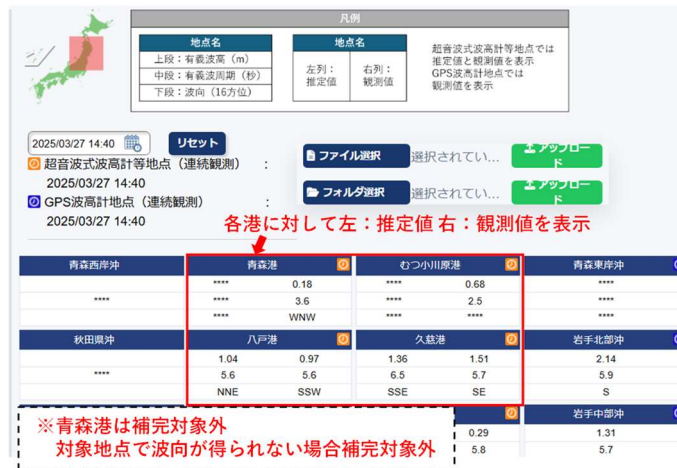 凡例
地点名
上段：有義波高（m）
中段：有義波周期（秒）
下段：波向（16方位）
地点名
左列：
推定値
右列：
観測値
超音波式波高計等地点では
推定値と観測値を表示
GPS波高計地点では
観測値を表示
2025/03/27 14:40
リセット
超音波式波高計等地点（連続観測）　：
2025/03/27 14:40
GPS波高計地点（連続観測）　：
2025/03/27 14:40
ファイル選択 選択されてい... アップロード
フォルダ選択 選択されてい... アップロード
各港に対して左：推定値 右：観測値を表示
青森西岸沖 青森港 むつ小川原港 青森東岸沖
**** 0.18 **** 0.68 ****
**** **** 3.6 **** 2.5 ****
**** WNW **** **** ****
秋田県沖 八戸港 久慈港 岩手北部沖
1.04 0.97 1.36 1.51 2.14
**** 5.6 5.6 6.5 5.7 5.9
NNE SSW SSE SE S
岩手中部沖
0.29 1.31
5.8 5.7
※青森港は補完対象外
対象地点で波向が得られない場合補完対象外